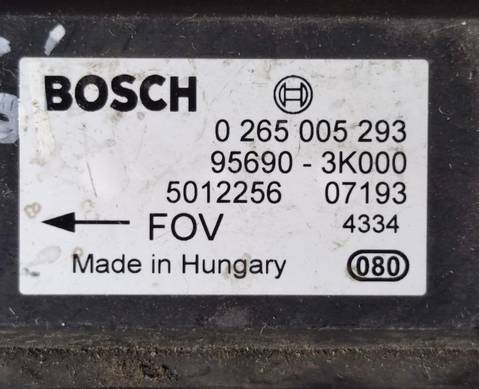 BOSCH
0 265 005 293
95690 - 3K000
5012256 07193
FOV 4334
Made in Hungary 080